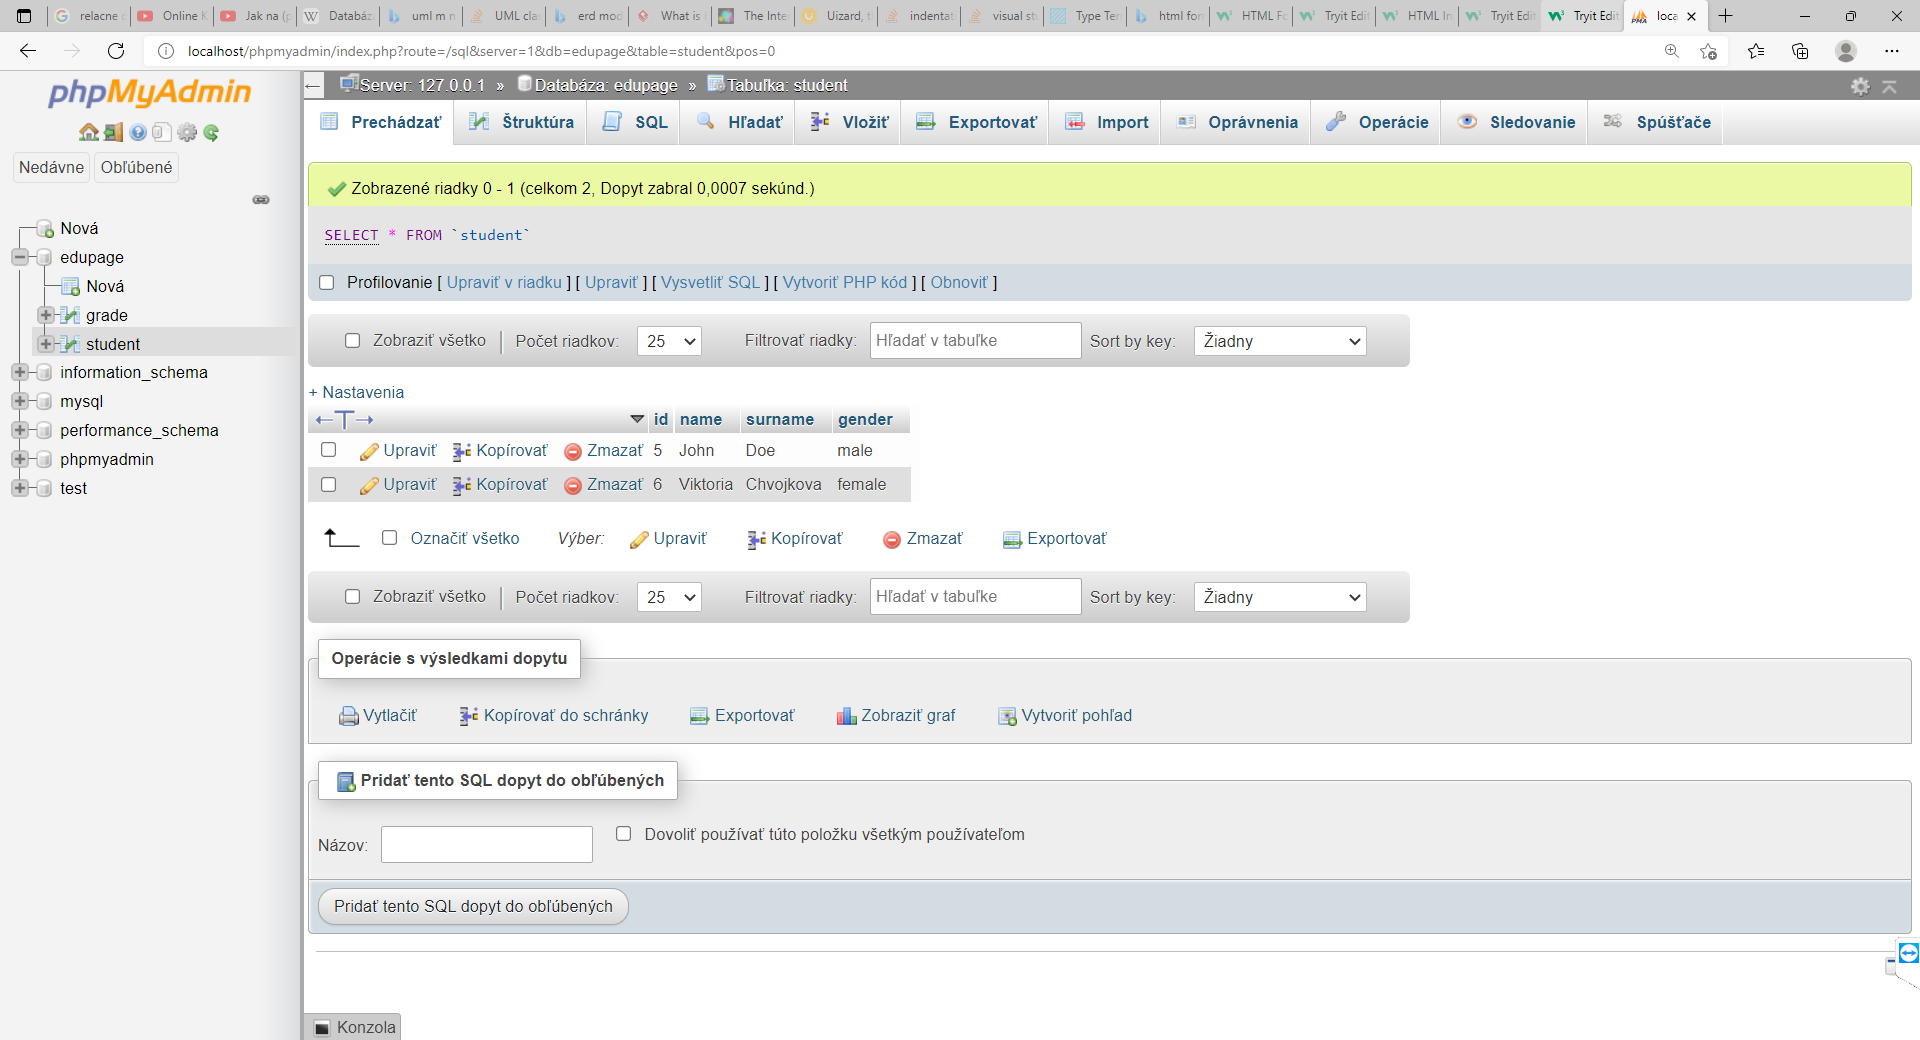 relacne d
Online K
Jak na (p
Databáz
uml m n
UML clas
erd mod
What is
The Inte
Uizard, t
indentat
visual stu
Type Ter
html for
HTML Fo
Tryit Edit
HTML In
Tryit Edit
Tryit Edit
loca
localhost/phpmyadmin/index.php?route=/sql&server=1&db=edupage&table=student&pos=0
phpMyAdmin
Nedávne
Obľúbené
Nová
edupage
Nová
grade
student
information_schema
mysql
performance_schema
phpmyadmin
test
Server: 127.0.0.1 » Databáza: edupage » Tabuľka: student
Prechádzať Štruktúra SQL Hľadať Vložiť Exportovať Import Oprávnenia Operácie Sledovanie Spúšťače
Zobrazené riadky 0 - 1 (celkom 2, Dopyt zabral 0,0007 sekúnd.)
SELECT * FROM `student`
Profilovanie [ Upraviť v riadku ] [ Upraviť ] [ Vysvetliť SQL ] [ Vytvoriť PHP kód ] [ Obnoviť ]
Zobraziť všetko Počet riadkov: 25 Filtrovať riadky: Hľadať v tabuľke Sort by key: Žiadny
+ Nastavenia
←T→ id name surname gender
Upraviť Kopírovať Zmazať 5 John Doe male
Upraviť Kopírovať Zmazať 6 Viktoria Chvojkova female
Označiť všetko Výber: Upraviť Kopírovať Zmazať Exportovať
Zobraziť všetko Počet riadkov: 25 Filtrovať riadky: Hľadať v tabuľke Sort by key: Žiadny
Operácie s výsledkami dopytu
Vytlačiť Kopírovať do schránky Exportovať Zobraziť graf Vytvoriť pohľad
Pridať tento SQL dopyt do obľúbených
Názov: Dovoliť používať túto položku všetkým používateľom
Pridať tento SQL dopyt do obľúbených
Konzola